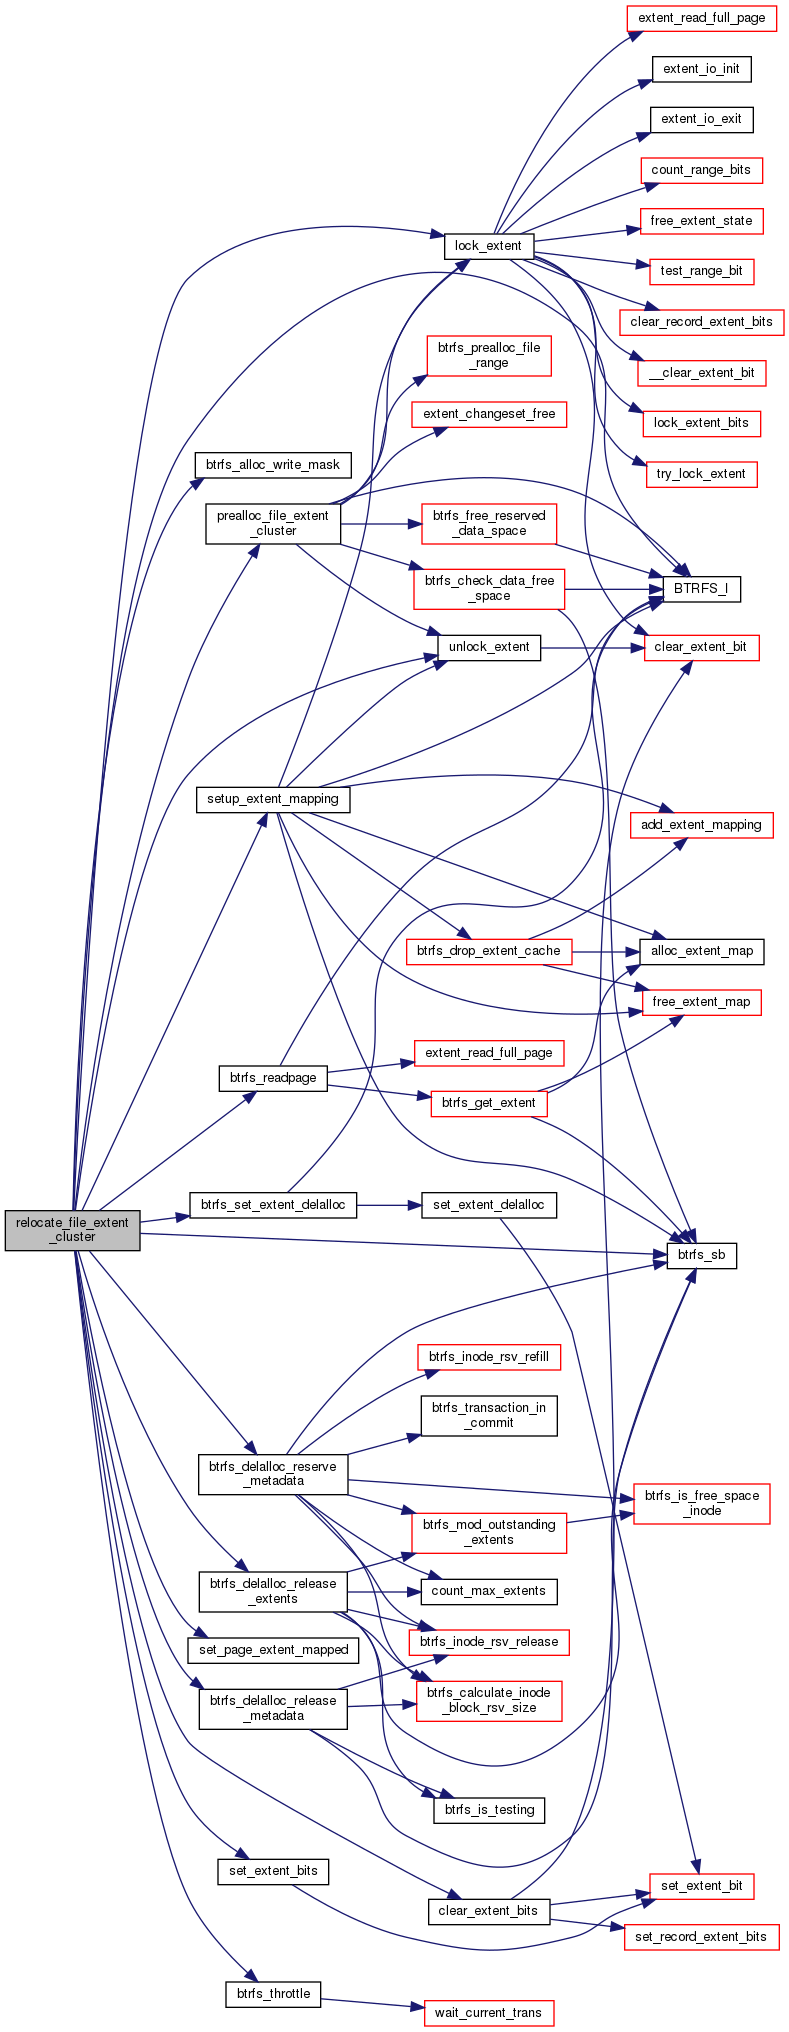 extent_read_full_page
extent_io_init
extent_io_exit
count_range_bits
free_extent_state
lock_extent
test_range_bit
clear_record_extent_bits
btrfs_prealloc_file
_range
__clear_extent_bit
extent_changeset_free
lock_extent_bits
btrfs_alloc_write_mask
try_lock_extent
prealloc_file_extent
_cluster
btrfs_free_reserved
_data_space
btrfs_check_data_free
_space
BTRFS_I
unlock_extent
clear_extent_bit
setup_extent_mapping
add_extent_mapping
btrfs_drop_extent_cache
alloc_extent_map
free_extent_map
extent_read_full_page
btrfs_readpage
btrfs_get_extent
btrfs_set_extent_delalloc
set_extent_delalloc
relocate_file_extent
_cluster
btrfs_sb
btrfs_inode_rsv_refill
btrfs_transaction_in
_commit
btrfs_delalloc_reserve
_metadata
btrfs_is_free_space
_inode
btrfs_mod_outstanding
_extents
btrfs_delalloc_release
_extents
count_max_extents
set_page_extent_mapped
btrfs_inode_rsv_release
btrfs_delalloc_release
_metadata
btrfs_calculate_inode
_block_rsv_size
btrfs_is_testing
set_extent_bits
set_extent_bit
clear_extent_bits
set_record_extent_bits
btrfs_throttle
wait_current_trans